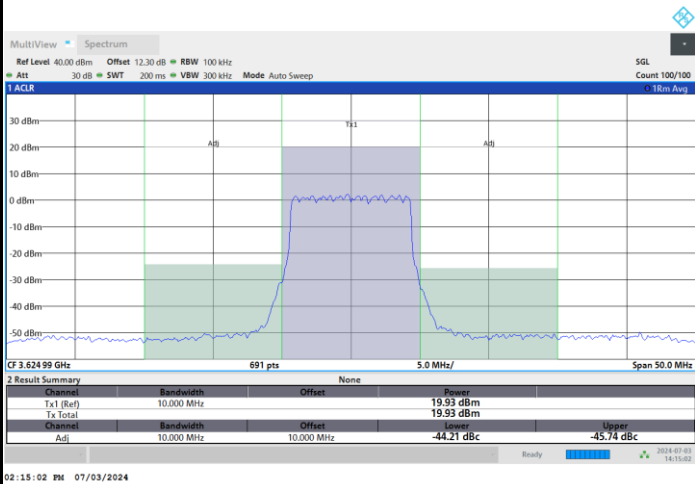 MultiView Spectrum
Ref Level 40.00 dBm Offset 12.30 dB RBW 100 kHz SGL
Att 30 dB SWT 200 ms VBW 300 kHz Mode Auto Sweep Count 100/100
1 ACLR 1Rm Avg
30 dBm
Tx1
20 dBm
Adj Adj
10 dBm
0 dBm
-10 dBm
-20 dBm
-30 dBm
-40 dBm
-50 dBm
CF 3.624 99 GHz 691 pts 5.0 MHz/ Span 50.0 MHz
2 Result Summary None
Channel Bandwidth Offset Power
Tx1 (Ref) 10.000 MHz 19.93 dBm
Tx Total 19.93 dBm
Channel Bandwidth Offset Lower Upper
Adj 10.000 MHz 10.000 MHz -44.21 dBc -45.74 dBc
Ready 2024-07-03
14:15:02
02:15:02 PM 07/03/2024